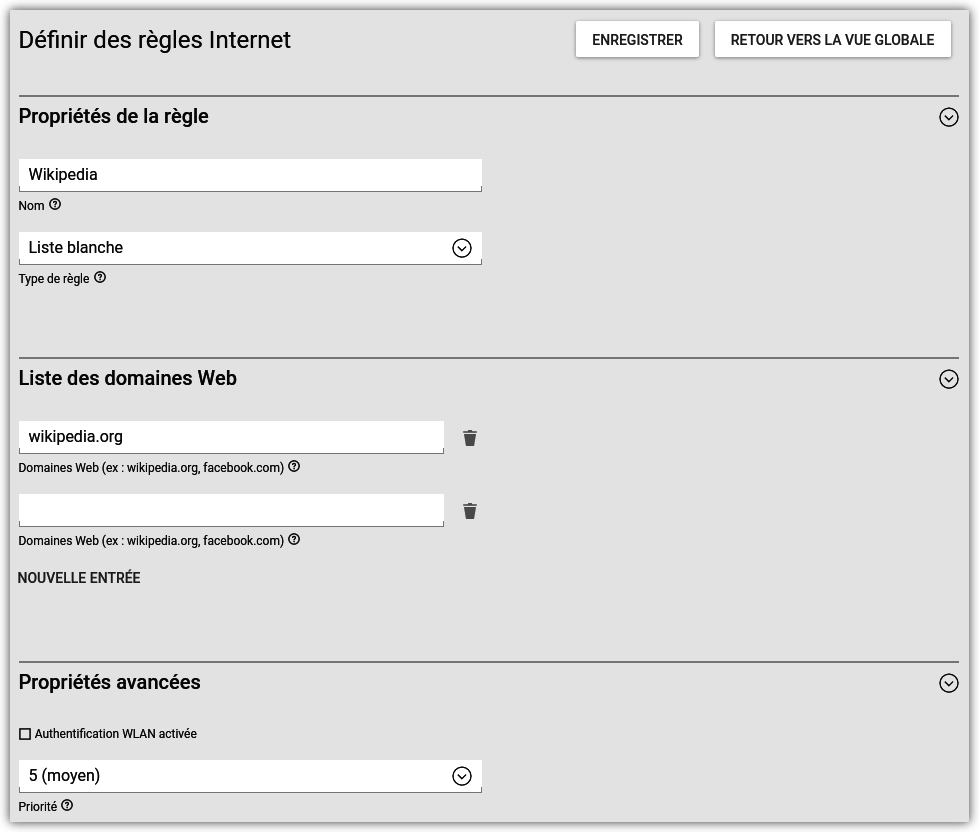 Définir des règles Internet
ENREGISTRER
RETOUR VERS LA VUE GLOBALE
Propriétés de la règle
Wikipedia
Nom
Liste blanche
Type de règle
Liste des domaines Web
wikipedia.org
Domaines Web (ex : wikipedia.org, facebook.com)
Domaines Web (ex : wikipedia.org, facebook.com)
NOUVELLE ENTRÉE
Propriétés avancées
Authentification WLAN activée
5 (moyen)
Priorité